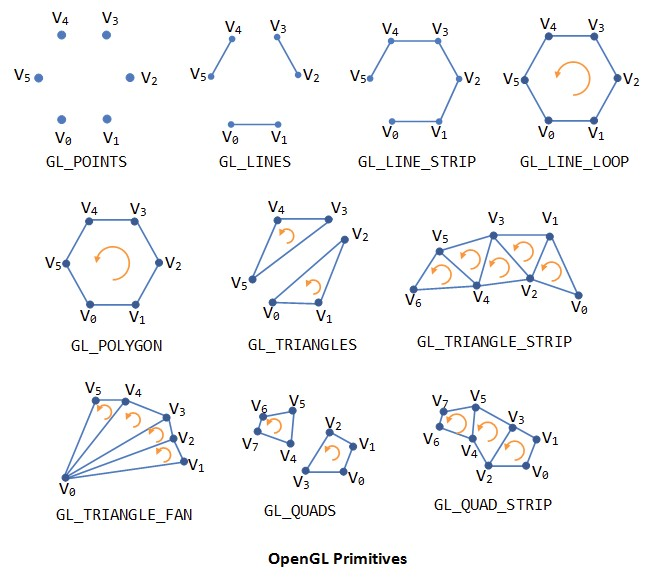 V4 V3
V5 V2
V0 V1
GL_POINTS
V4 V3
V5 V2
V0 V1
GL_LINES
V4 V3
V5 V2
V0 V1
GL_LINE_STRIP
V4 V3
V5 V2
V0 V1
GL_LINE_LOOP
V4 V3
V5 V2
V0 V1
GL_POLYGON
V4 V3
V2
V5
V0 V1
GL_TRIANGLES
V3 V1
V5
V6 V4 V2 V0
GL_TRIANGLE_STRIP
V5 V4
V3
V2
V1
V0
GL_TRIANGLE_FAN
V6 V5
V2
V7 V4 V1
V3 V0
GL_QUADS
V7 V5
V3
V6 V4 V1
V2 V0
GL_QUAD_STRIP
OpenGL Primitives